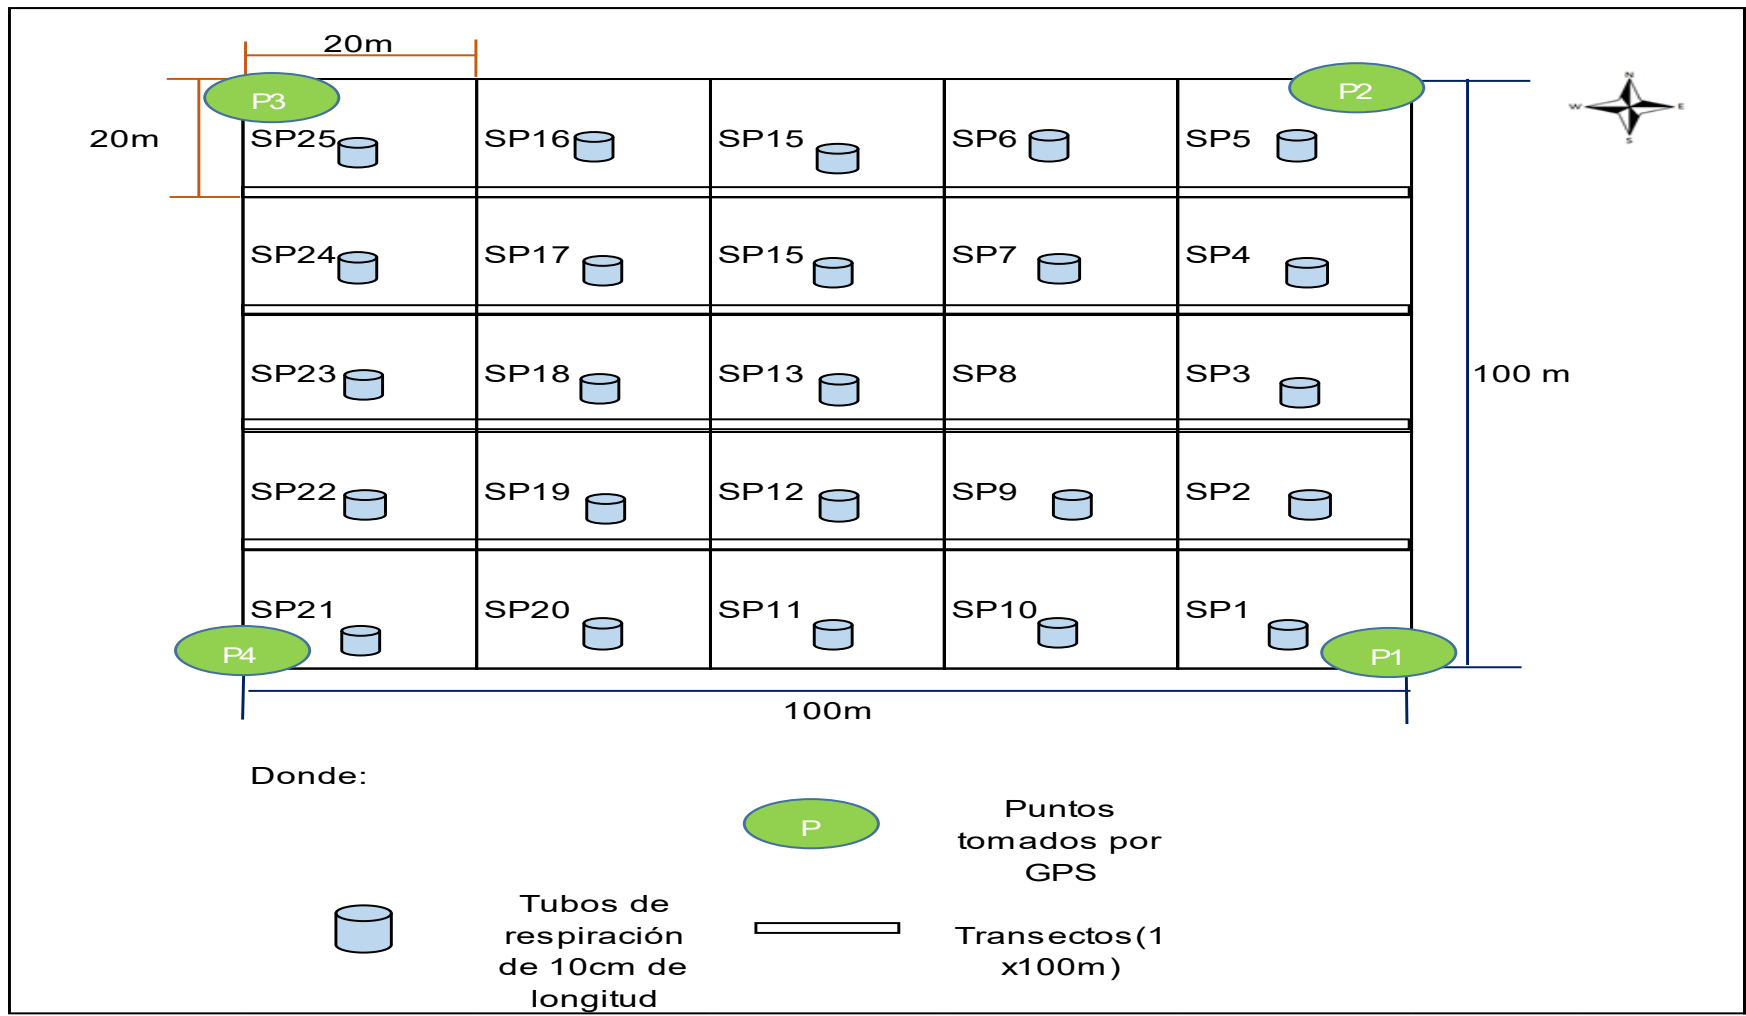 20m
P3
P2
N
W
E
S
20m
SP25
SP16
SP15
SP6
SP5
SP24
SP17
SP15
SP7
SP4
SP23
SP18
SP13
SP8
SP3
100 m
SP22
SP19
SP12
SP9
SP2
SP21
SP20
SP11
SP10
SP1
P4
P1
100m
Donde:
P
Puntos
tomados por
GPS
Tubos de
respiración
de 10cm de
longitud
Transectos(1
x100m)